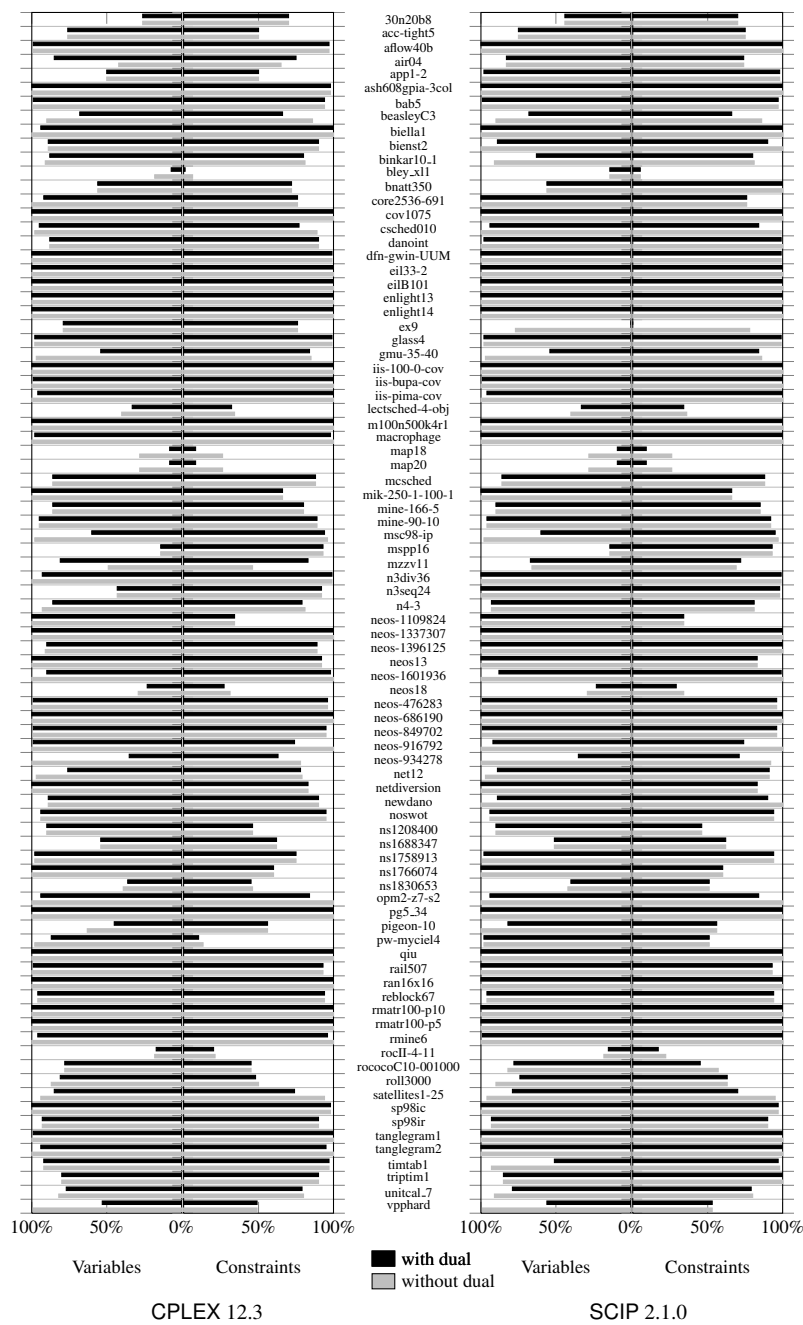 30n20b8
acc-tight5
aflow40b
air04
app1-2
ash608gpia-3col
bab5
beasleyC3
biella1
bienst2
binkar10_1
bley_xl1
bnatt350
core2536-691
cov1075
csched010
danoint
dfn-gwin-UUM
eil33-2
eilB101
enlight13
enlight14
ex9
glass4
gmu-35-40
iis-100-0-cov
iis-bupa-cov
iis-pima-cov
lectsched-4-obj
m100n500k4r1
macrophage
map18
map20
mcsched
mik-250-1-100-1
mine-166-5
mine-90-10
msc98-ip
mspp16
mzzv11
n3div36
n3seq24
n4-3
neos-1109824
neos-1337307
neos-1396125
neos13
neos-1601936
neos18
neos-476283
neos-686190
neos-849702
neos-916792
neos-934278
net12
netdiversion
newdano
noswot
ns1208400
ns1688347
ns1758913
ns1766074
ns1830653
opm2-z7-s2
pg5_34
pigeon-10
pw-myciel4
qiu
rail507
ran16x16
reblock67
rmatr100-p10
rmatr100-p5
rmine6
rocII-4-11
rococoC10-001000
roll3000
satellites1-25
sp98ic
sp98ir
tanglegram1
tanglegram2
timtab1
triptim1
unitcal_7
vpphard
100% 50% 0% 50% 100% 100% 50% 0% 50% 100%
Variables Constraints Variables Constraints
with dual
without dual
CPLEX 12.3 SCIP 2.1.0